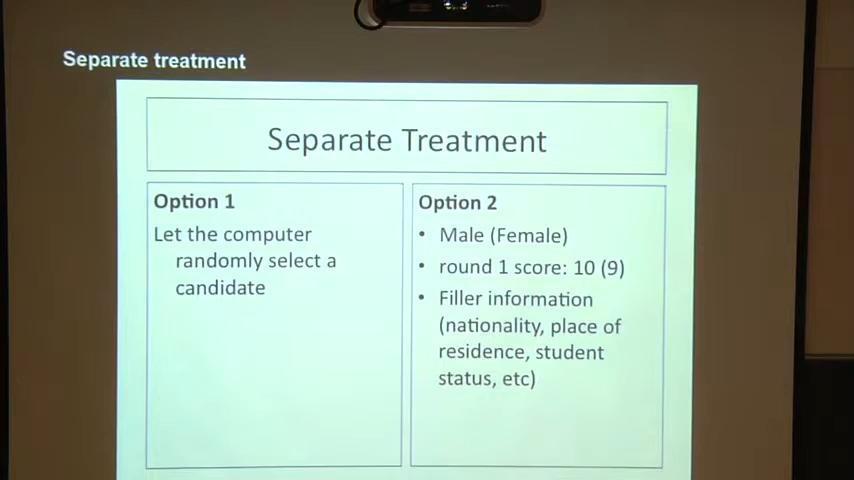 Separate treatment
Separate Treatment
Option 1
Let the computer
randomly select a
candidate
Option 2
• Male (Female)
• round 1 score: 10 (9)
• Filler information
(nationality, place of
residence, student
status, etc)